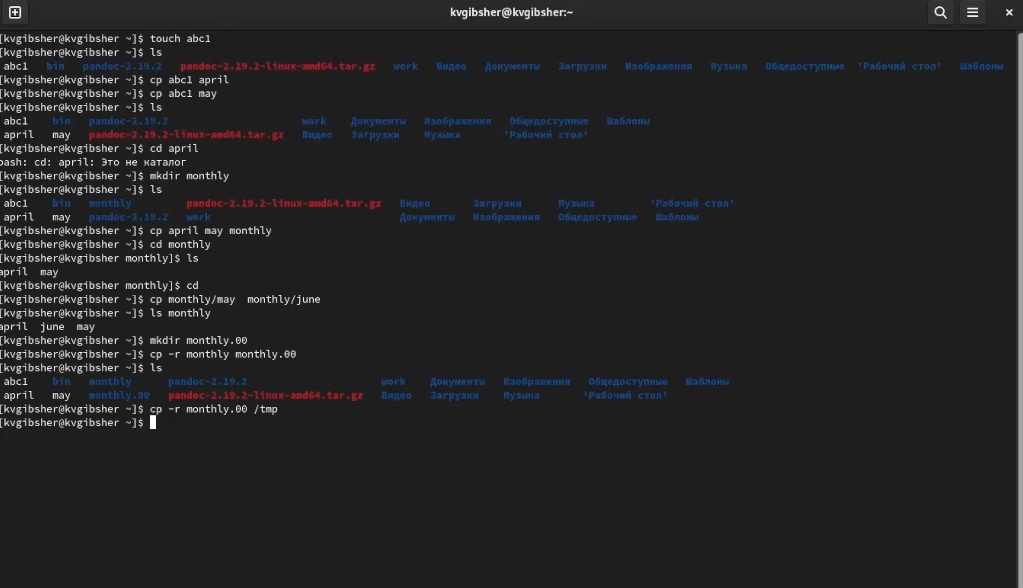 kvgibsher@kvgibsher:~
[kvgibsher@kvgibsher ~]$ touch abc1
[kvgibsher@kvgibsher ~]$ ls
abc1 bin pandoc-2.19.2 pandoc-2.19.2-linux-amd64.tar.gz work Видео Документы Загрузки Изображения Музыка Общедоступные 'Рабочий стол' Шаблоны
[kvgibsher@kvgibsher ~]$ cp abc1 april
[kvgibsher@kvgibsher ~]$ cp abc1 may
[kvgibsher@kvgibsher ~]$ ls
abc1 bin pandoc-2.19.2 work Документы Изображения Общедоступные Шаблоны
april may pandoc-2.19.2-linux-amd64.tar.gz Видео Загрузки Музыка 'Рабочий стол'
[kvgibsher@kvgibsher ~]$ cd april
bash: cd: april: Это не каталог
[kvgibsher@kvgibsher ~]$ mkdir monthly
[kvgibsher@kvgibsher ~]$ ls
abc1 bin monthly pandoc-2.19.2-linux-amd64.tar.gz Видео Загрузки Музыка 'Рабочий стол'
april may pandoc-2.19.2 work Документы Изображения Общедоступные Шаблоны
[kvgibsher@kvgibsher ~]$ cp april may monthly
[kvgibsher@kvgibsher ~]$ cd monthly
[kvgibsher@kvgibsher monthly]$ ls
april may
[kvgibsher@kvgibsher monthly]$ cd
[kvgibsher@kvgibsher ~]$ cp monthly/may monthly/june
[kvgibsher@kvgibsher ~]$ ls monthly
april june may
[kvgibsher@kvgibsher ~]$ mkdir monthly.00
[kvgibsher@kvgibsher ~]$ cp -r monthly monthly.00
[kvgibsher@kvgibsher ~]$ ls
abc1 bin monthly pandoc-2.19.2 work Документы Изображения Общедоступные Шаблоны
april may monthly.00 pandoc-2.19.2-linux-amd64.tar.gz Видео Загрузки Музыка 'Рабочий стол'
[kvgibsher@kvgibsher ~]$ cp -r monthly.00 /tmp
[kvgibsher@kvgibsher ~]$